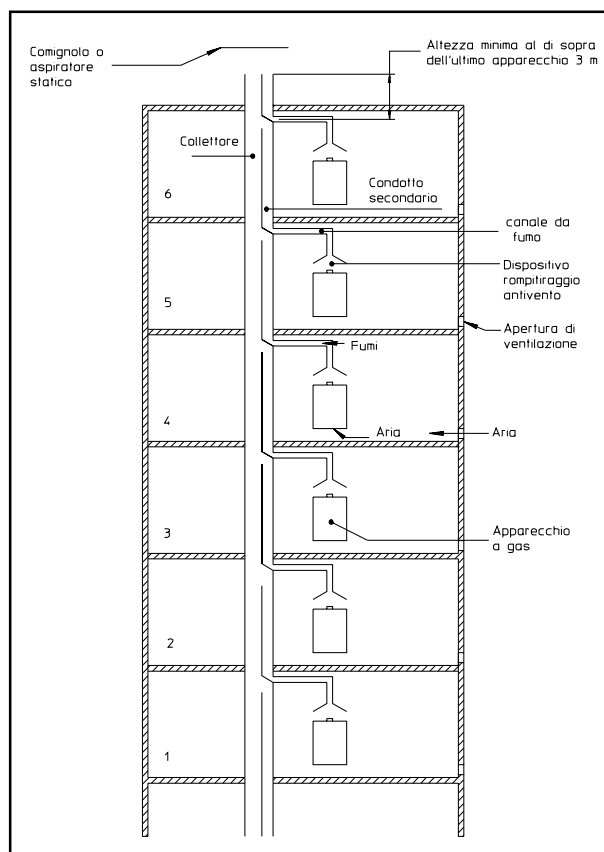 Comignolo o
aspiratore
statico
Altezza minima al di sopra
dell'ultimo apparecchio 3 m
Collettore
6
Condotto
secondario
canale da
fumo
Dispositivo
rompitiraggio
antivento
5
Apertura di
ventilazione
Fumi
4
Aria
Aria
3
Apparecchio
a gas
2
1